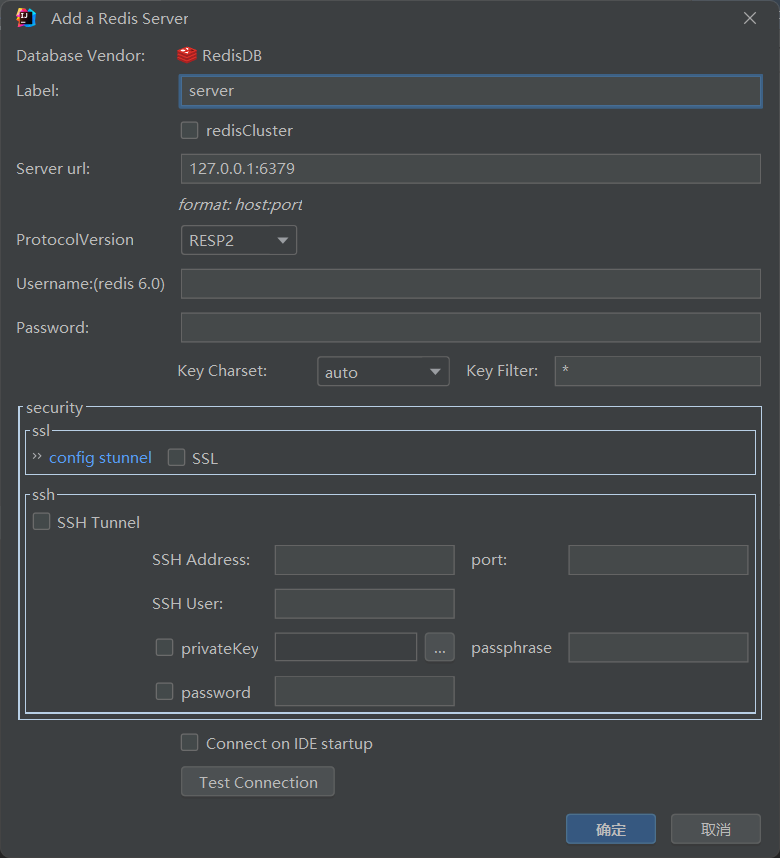 Add a Redis Server
Database Vendor: RedisDB
Label: server
redisCluster
Server url: 127.0.0.1:6379
format: host:port
ProtocolVersion RESP2
Username:(redis 6.0)
Password:
Key Charset: auto Key Filter: *
security
ssl
config stunnel SSL
ssh
SSH Tunnel
SSH Address: port:
SSH User:
privateKey ... passphrase
password
Connect on IDE startup
Test Connection
确定 取消